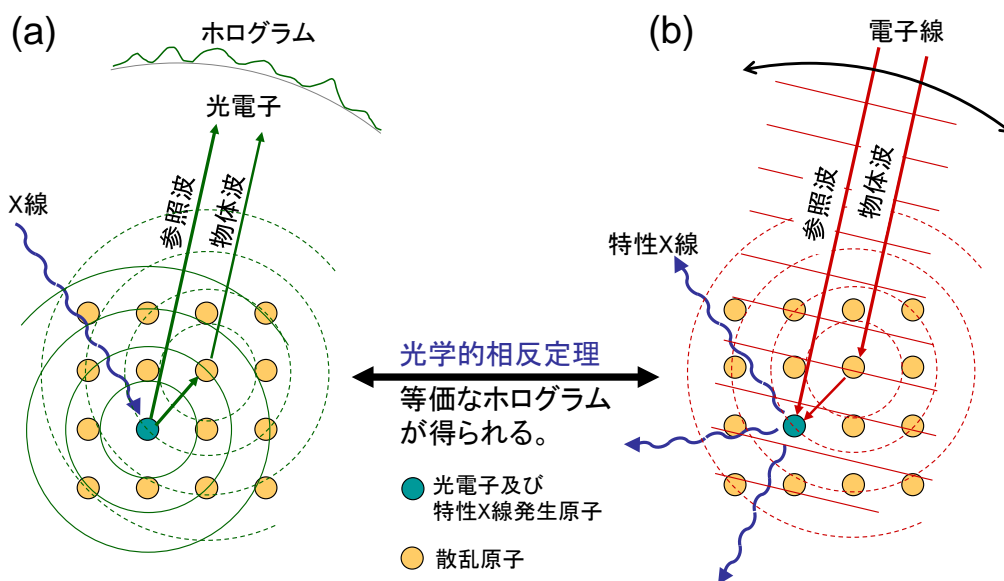 (a)
ホログラム
光電子
X線
参照波
物体波
(b)
電子線
参照波
物体波
特性X線
光学的相反定理
等価なホログラム
が得られる。
光電子及び
特性X線発生原子
散乱原子